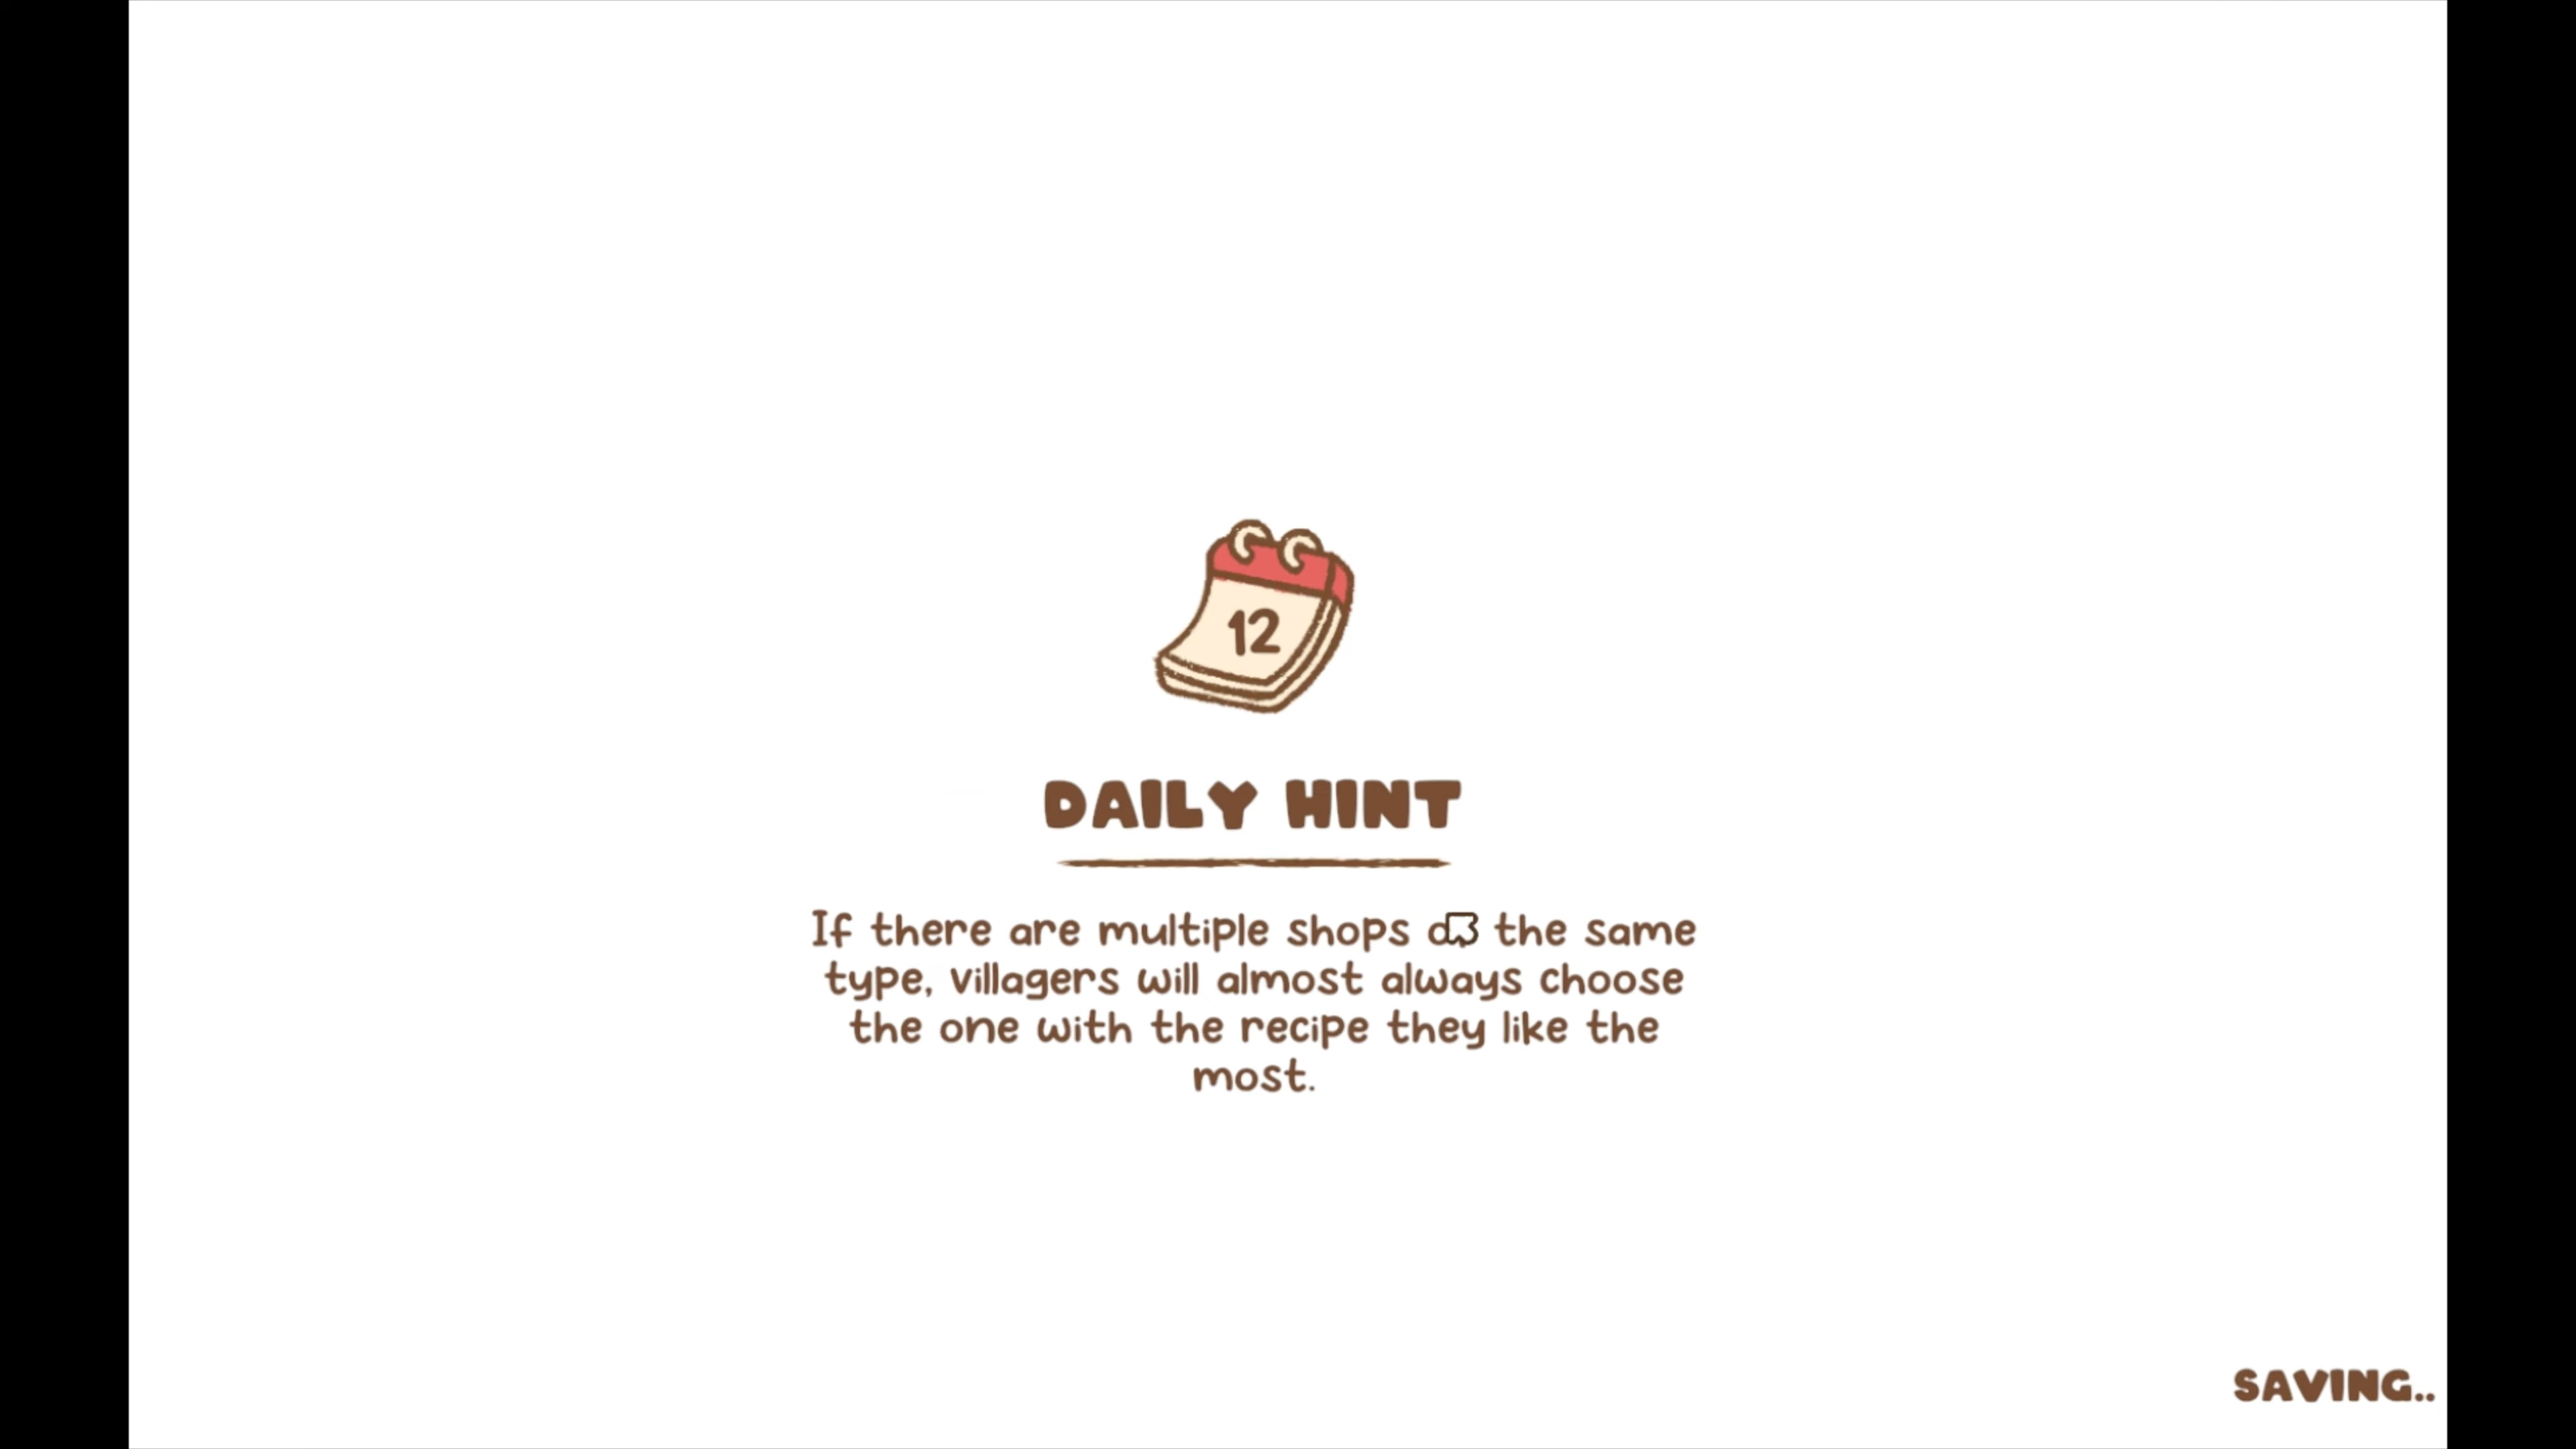 12
DAILY HINT
If there are multiple shops the same
type, villagers will almost always choose
the one with the recipe they like the
most.
SAVING..